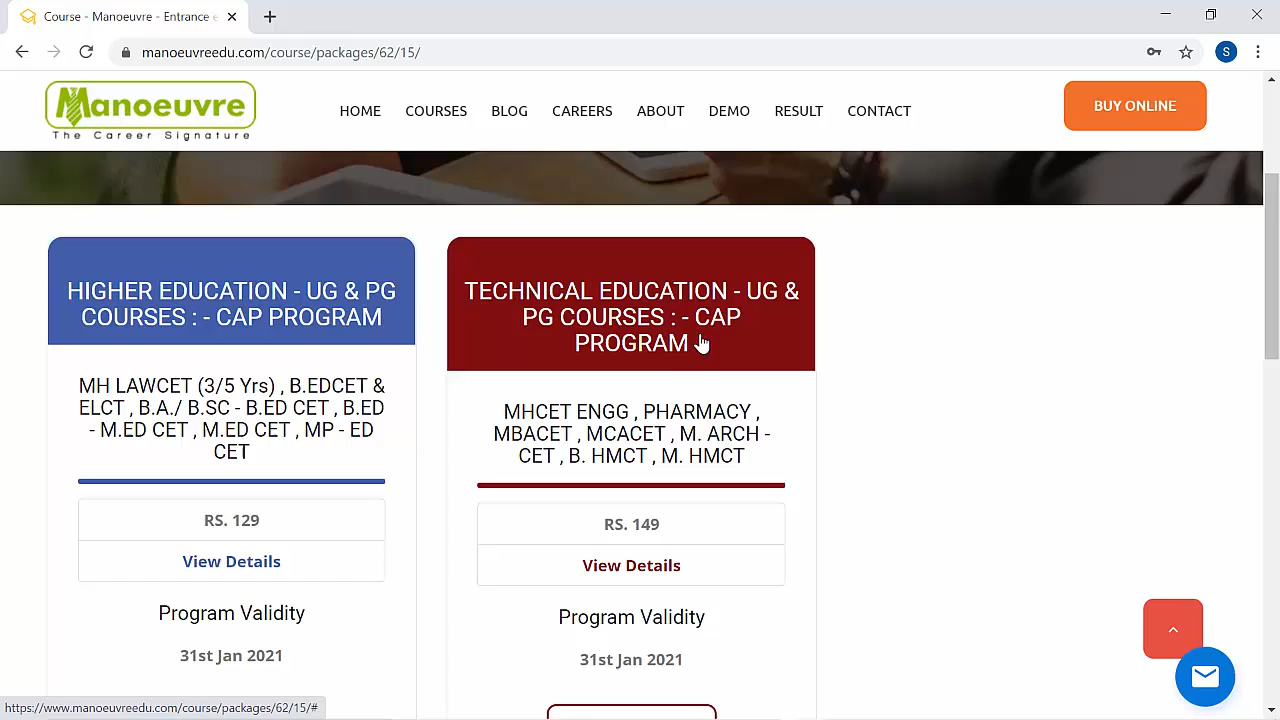 Course - Manoeuvre - Entrance e
manoeuvreedu.com/course/packages/62/15/
S
Manoeuvre
The Career Signature
HOME COURSES BLOG CAREERS ABOUT DEMO RESULT CONTACT
BUY ONLINE
HIGHER EDUCATION - UG & PG
COURSES : - CAP PROGRAM
MH LAWCET (3/5 Yrs) , B.EDCET &
ELCT , B.A./ B.SC - B.ED CET , B.ED
- M.ED CET , M.ED CET , MP - ED
CET
RS. 129
View Details
Program Validity
31st Jan 2021
TECHNICAL EDUCATION - UG &
PG COURSES : - CAP
PROGRAM
MHCET ENGG , PHARMACY ,
MBACET , MCACET , M. ARCH -
CET , B. HMCT , M. HMCT
RS. 149
View Details
Program Validity
31st Jan 2021
https://www.manoeuvreedu.com/course/packages/62/15/#